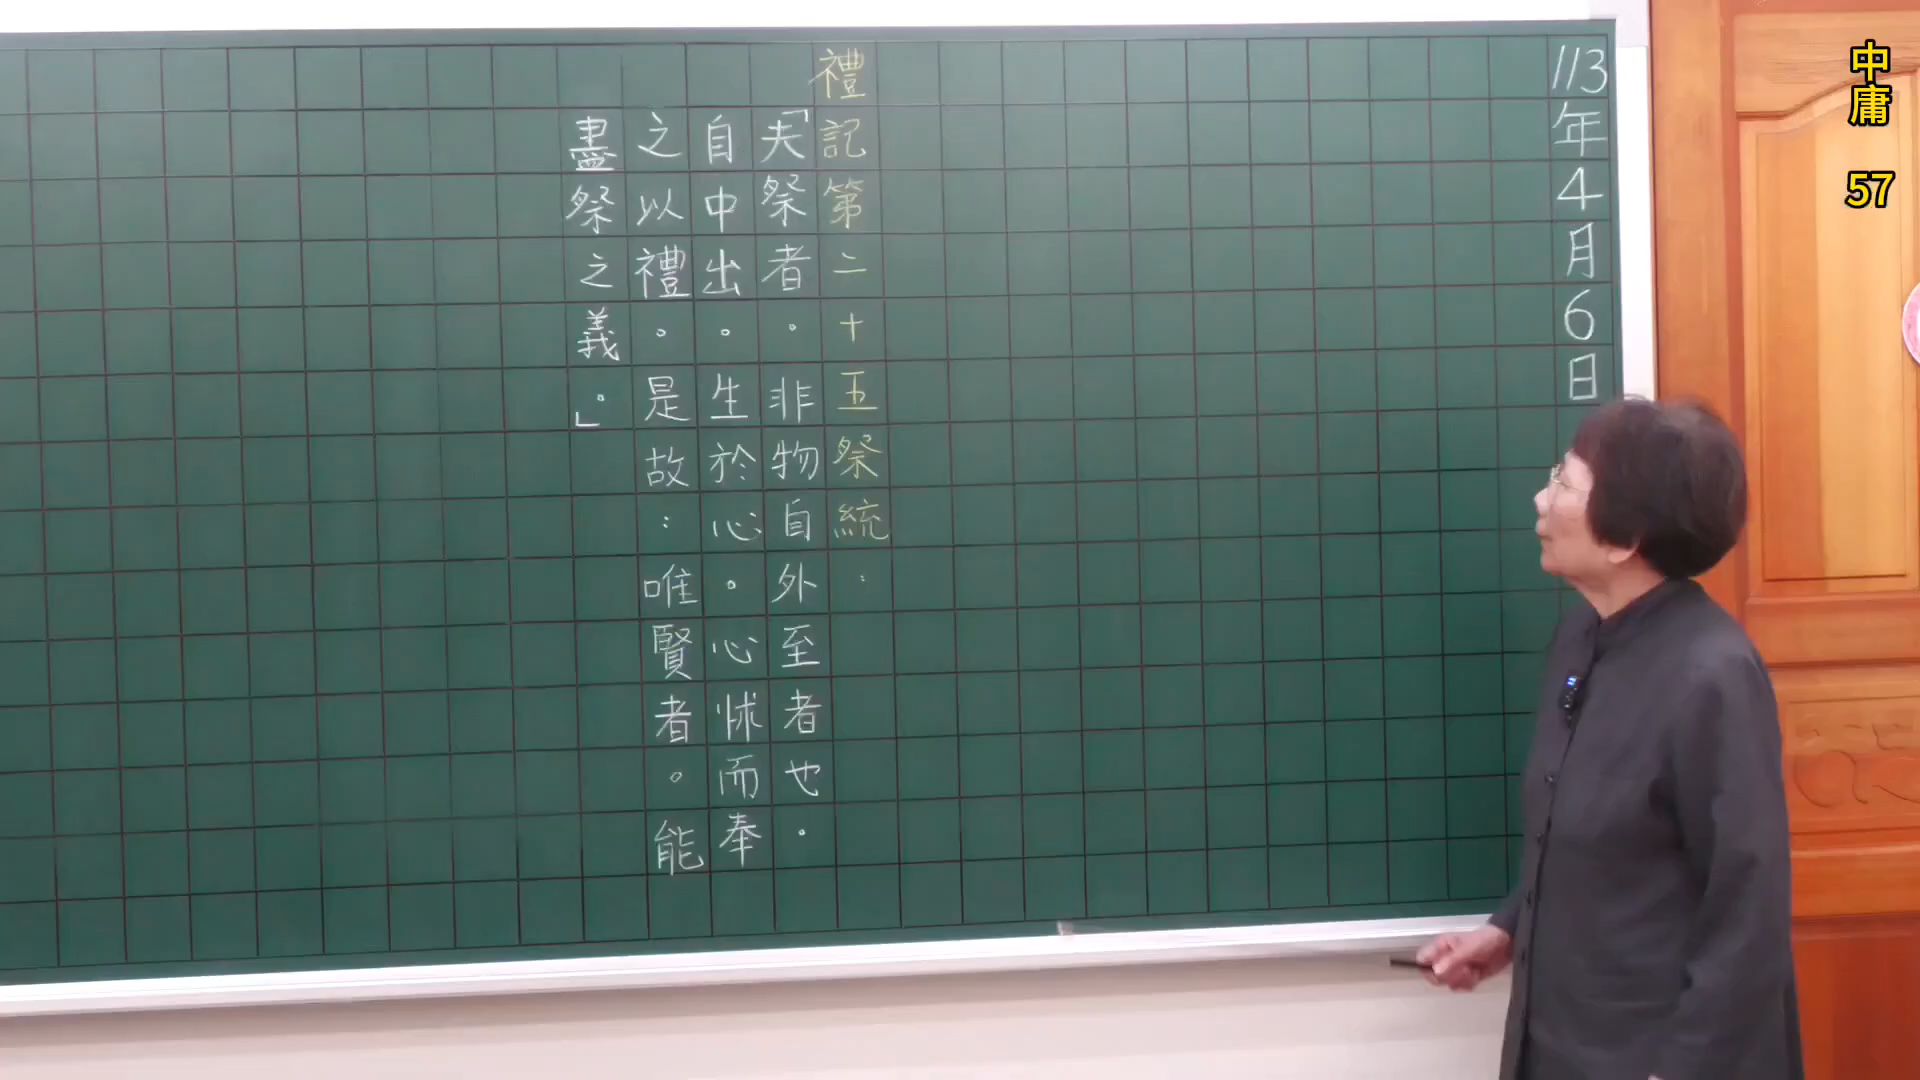 中庸 57
113年4月6日
禮記第二十五祭統：
「夫祭者。非物自外至者也。
自中出。生於心。心怵而奉
之以禮。是故：唯賢者。能
盡祭之義。」